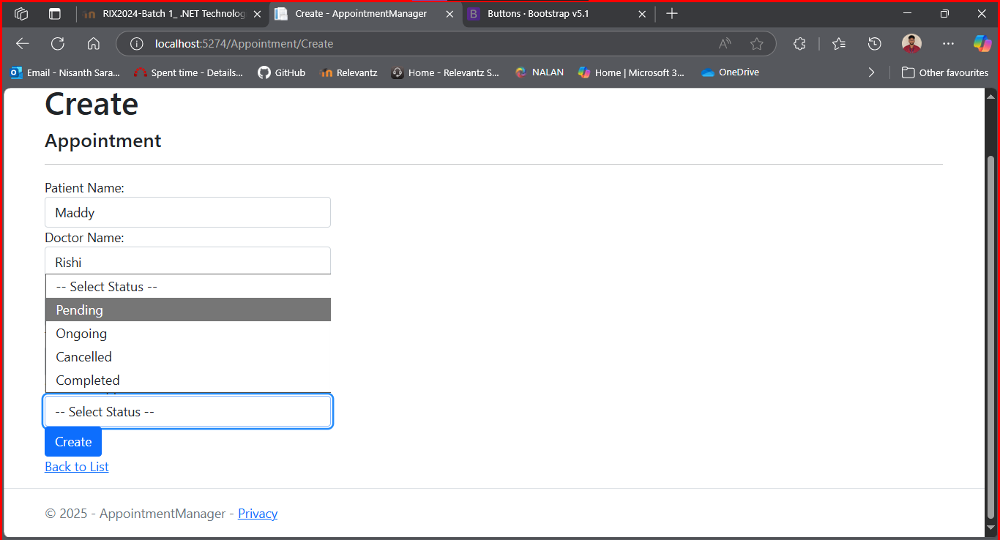 RIX2024-Batch 1_ .NET Technolog
Create - AppointmentManager
Buttons · Bootstrap v5.1
localhost:5274/Appointment/Create
Email - Nisanth Sara...
Spent time - Details...
GitHub
Relevantz
Home - Relevantz S...
NALAN
Home | Microsoft 3...
OneDrive
Other favourites
Create
Appointment
Patient Name:
Maddy
Doctor Name:
Rishi
-- Select Status --
Pending
Ongoing
Cancelled
Completed
-- Select Status --
Create
Back to List
© 2025 - AppointmentManager - Privacy